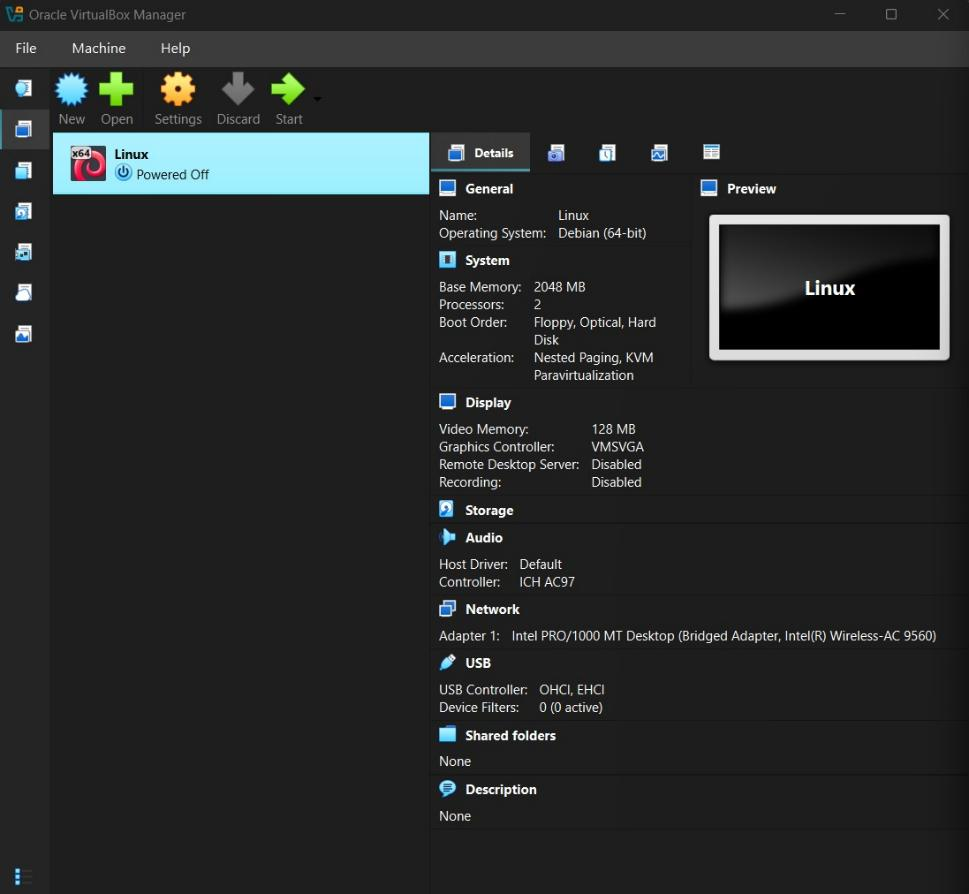 Oracle VirtualBox Manager
File Machine Help
New Open Settings Discard Start
x64
Linux
Powered Off
Details
General
Name: Linux
Operating System: Debian (64-bit)
Preview
Linux
System
Base Memory: 2048 MB
Processors: 2
Boot Order: Floppy, Optical, Hard
Disk
Acceleration: Nested Paging, KVM
Paravirtualization
Display
Video Memory: 128 MB
Graphics Controller: VMSVGA
Remote Desktop Server: Disabled
Recording: Disabled
Storage
Audio
Host Driver: Default
Controller: ICH AC97
Network
Adapter 1: Intel PRO/1000 MT Desktop (Bridged Adapter, Intel(R) Wireless-AC 9560)
USB
USB Controller: OHCI, EHCI
Device Filters: 0 (0 active)
Shared folders
None
Description
None